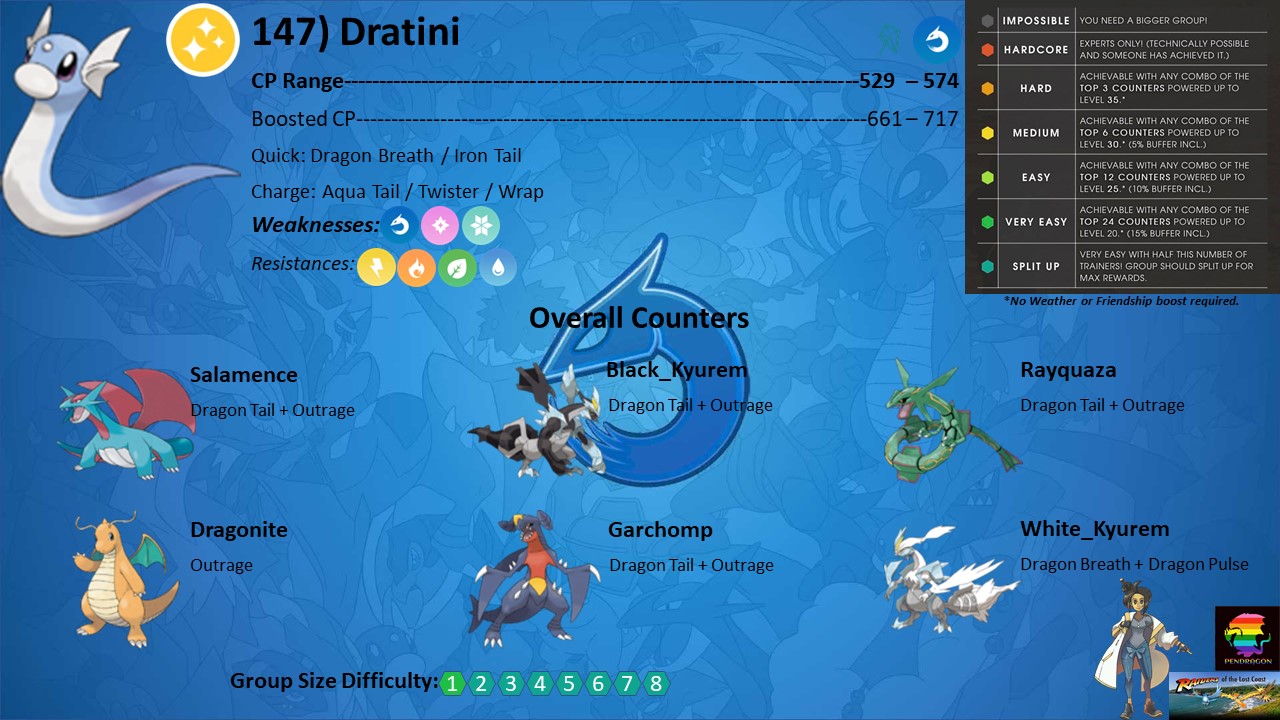 147) Dratini
CP Range-----------------------------------------------------------------------------------529 – 574
Boosted CP----------------------------------------------------------------------------------661 – 717
Quick: Dragon Breath / Iron Tail
Charge: Aqua Tail / Twister / Wrap
Weaknesses:
Resistances:
IMPOSSIBLE YOU NEED A BIGGER GROUP!
HARDCORE EXPERTS ONLY! (TECHNICALLY POSSIBLE
AND SOMEONE HAS ACHIEVED IT.)
HARD ACHIEVABLE WITH ANY COMBO OF THE
TOP 3 COUNTERS POWERED UP TO
LEVEL 35.*
MEDIUM ACHIEVABLE WITH ANY COMBO OF THE
TOP 6 COUNTERS POWERED UP TO
LEVEL 30.* (5% BUFFER INCL.)
EASY ACHIEVABLE WITH ANY COMBO OF THE
TOP 12 COUNTERS POWERED UP TO
LEVEL 25.* (10% BUFFER INCL.)
VERY EASY ACHIEVABLE WITH ANY COMBO OF THE
TOP 24 COUNTERS POWERED UP TO
LEVEL 20.* (15% BUFFER INCL.)
SPLIT UP VERY EASY WITH HALF THIS NUMBER OF
TRAINERS! GROUP SHOULD SPLIT UP FOR
MAX REWARDS.
*No Weather or Friendship boost required.
Overall Counters
Salamence
Dragon Tail + Outrage
Black_Kyurem
Dragon Tail + Outrage
Rayquaza
Dragon Tail + Outrage
Dragonite
Outrage
Garchomp
Dragon Tail + Outrage
White_Kyurem
Dragon Breath + Dragon Pulse
PENDRAGON
RAIDERS of the Lost Coast
Group Size Difficulty: 1 2 3 4 5 6 7 8